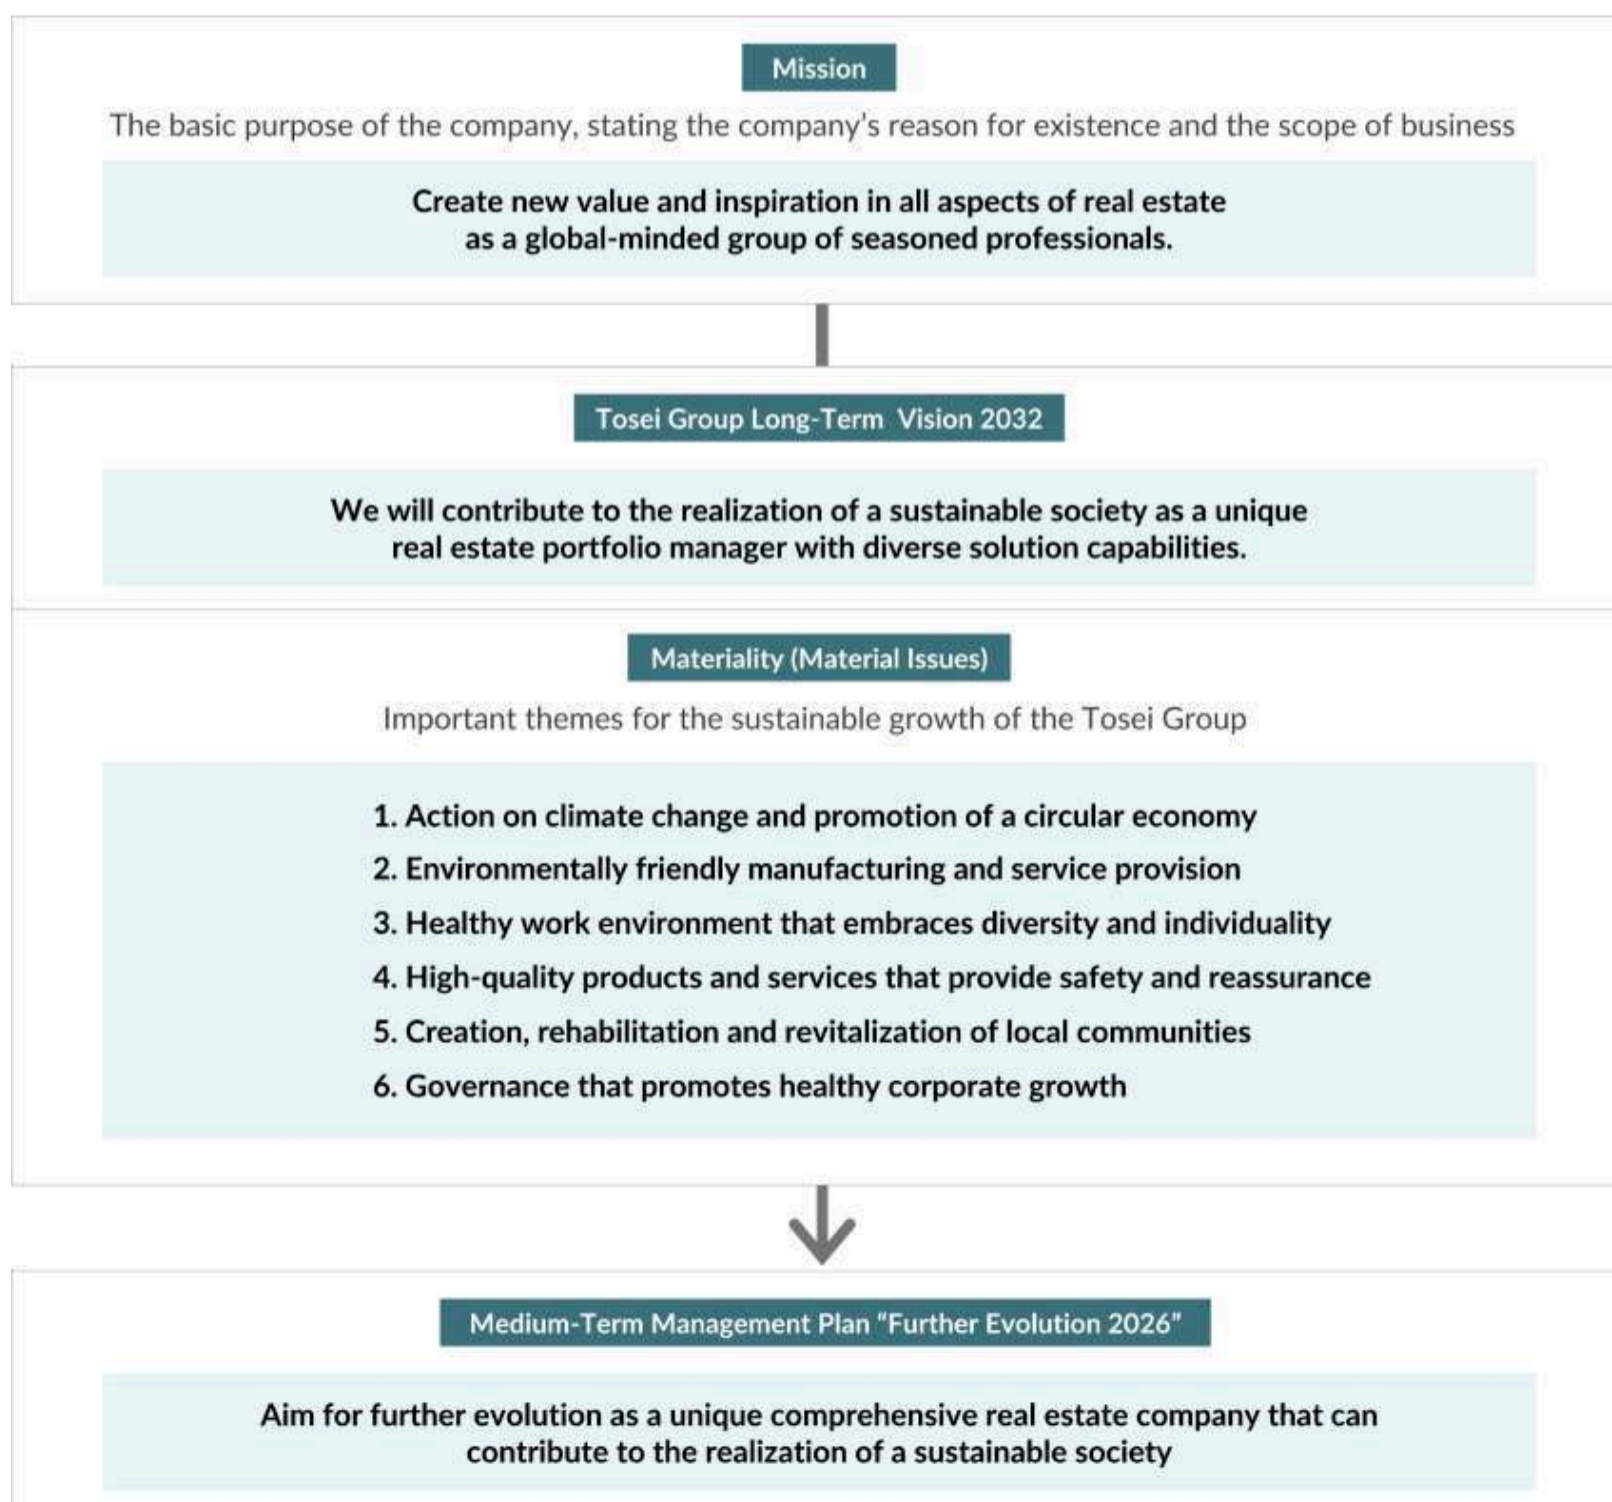 Mission
The basic purpose of the company, stating the company's reason for existence and the scope of business
Create new value and inspiration in all aspects of real estate
as a global-minded group of seasoned professionals.
Tosei Group Long-Term Vision 2032
We will contribute to the realization of a sustainable society as a unique
real estate portfolio manager with diverse solution capabilities.
Materiality (Material Issues)
Important themes for the sustainable growth of the Tosei Group
1. Action on climate change and promotion of a circular economy
2. Environmentally friendly manufacturing and service provision
3. Healthy work environment that embraces diversity and individuality
4. High-quality products and services that provide safety and reassurance
5. Creation, rehabilitation and revitalization of local communities
6. Governance that promotes healthy corporate growth
Medium-Term Management Plan “Further Evolution 2026”
Aim for further evolution as a unique comprehensive real estate company that can
contribute to the realization of a sustainable society